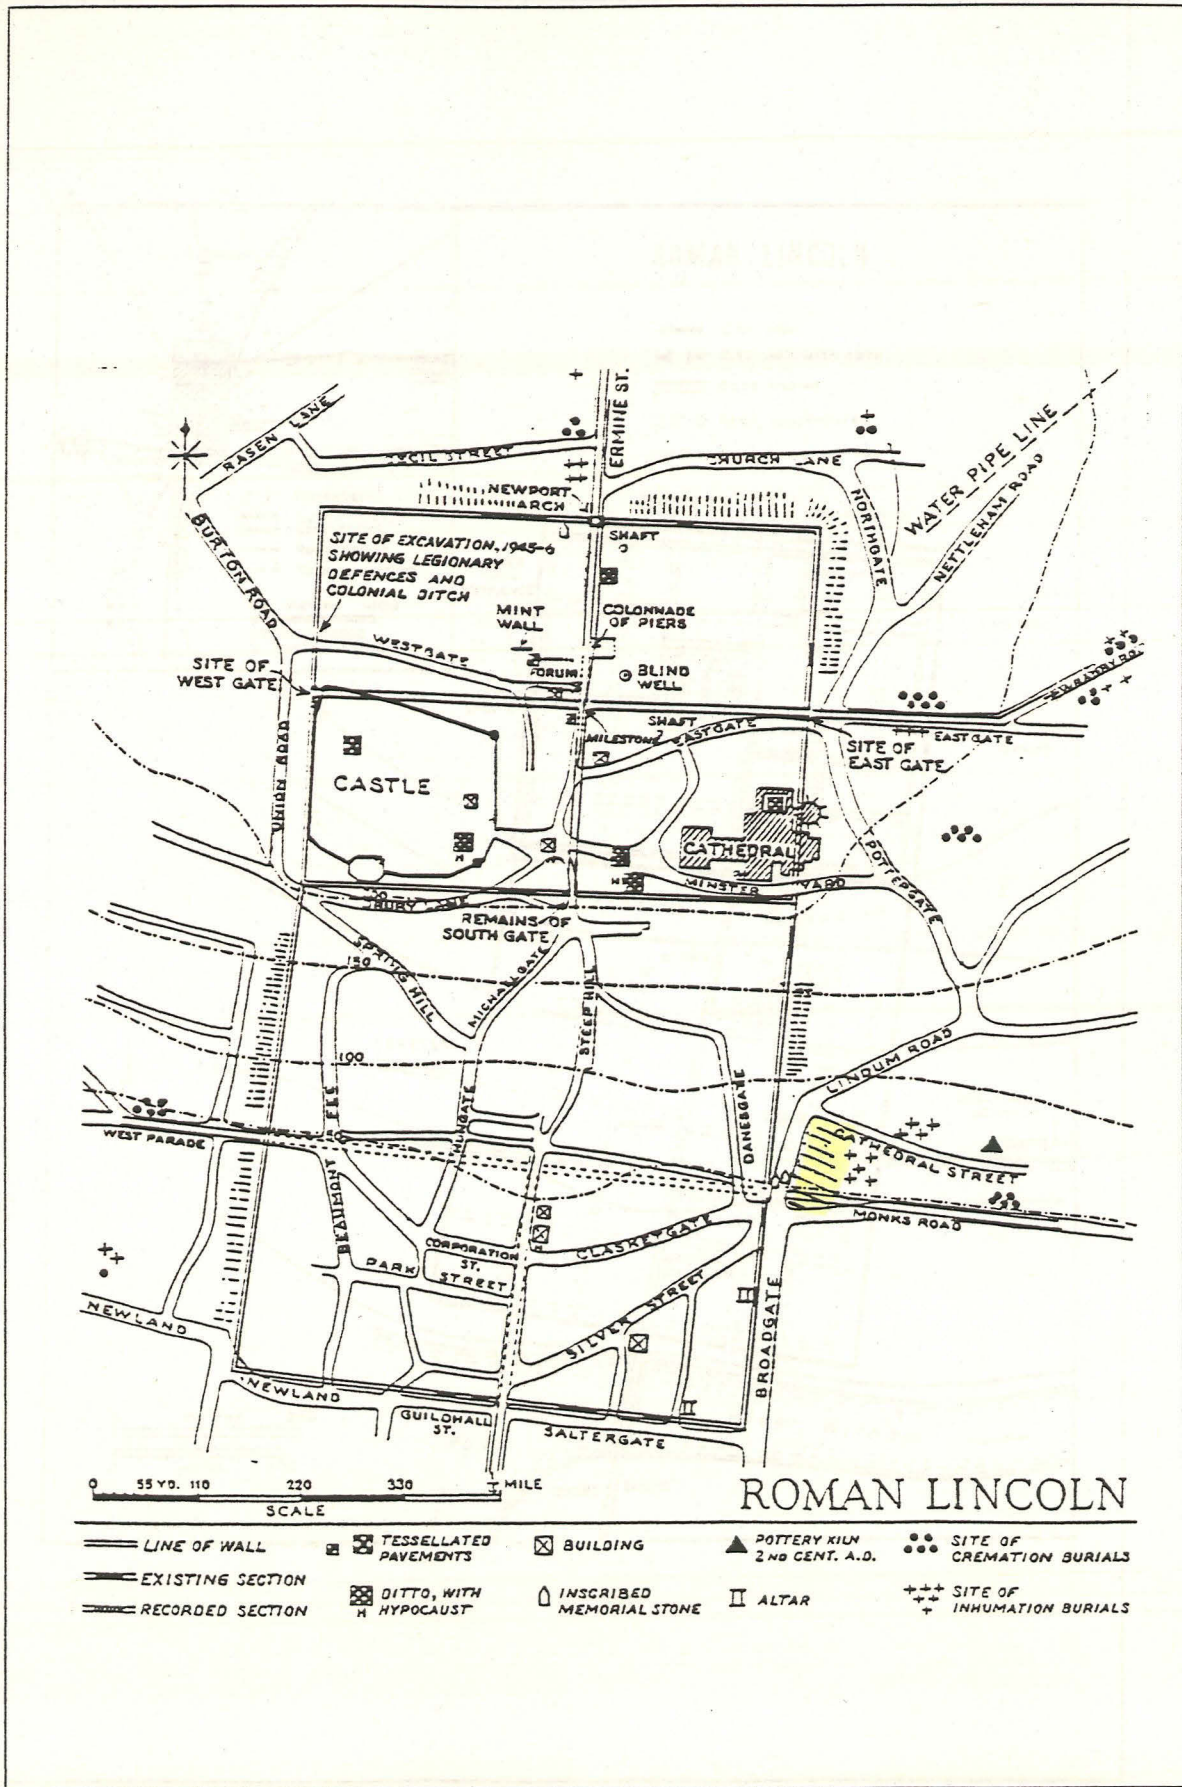 ERMINE ST.
RASEN LANE
CECIL STREET
CHURCH LANE
WATER PIPE LINE
NEWPORT
ARCH
NORTHGATE
NETTLEHAM ROAD
BURTON ROAD
SITE OF EXCAVATION, 1945-6
SHOWING LEGIONARY
DEFENCES AND
COLONIAL DITCH
SHAFT
MINT
WALL
COLONNADE
OF PIERS
WESTGATE
FORUM
BLIND
WELL
SITE OF
WEST GATE
SHAFT
MILESTONE
EASTGATE
EASTGATE
SITE OF
EAST GATE
UNION ROAD
CASTLE
H
H
CATHEDRAL
POTTERGATE
H
MINSTER YARD
REMAINS OF
SOUTH GATE
SPRING HILL
150
MICHAELGATE
STEEP HILL
100
LINDUM ROAD
DANESGATE
HUNGATE
WEST PARADE
BEAUMONT FEE
CATHEDRAL STREET
MONKS ROAD
CLASKETGATE
CORPORATION
ST.
PARK STREET
H
SILVER STREET
BROADGATE
NEWLAND
NEWLAND
GUILDHALL
ST.
SALTERGATE
0 55 YD. 110 220 330 MILE
SCALE
ROMAN LINCOLN
LINE OF WALL
EXISTING SECTION
RECORDED SECTION
TESSELLATED
PAVEMENTS
DITTO, WITH
H HYPOCAUST
BUILDING
INSCRIBED
MEMORIAL STONE
POTTERY KILN
2ND CENT. A.D.
ALTAR
SITE OF
CREMATION BURIALS
SITE OF
INHUMATION BURIALS